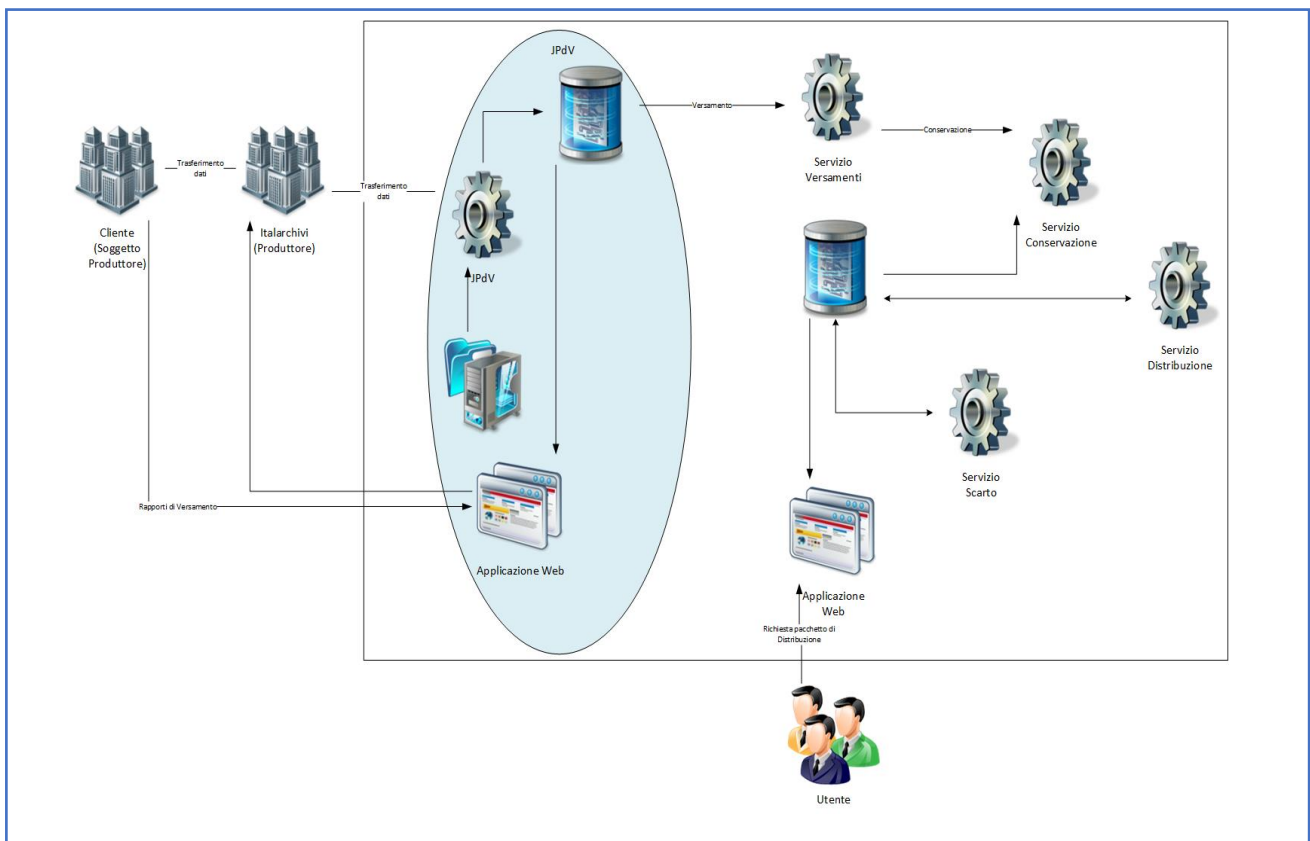 JPdV
Versamento
Servizio
Versamenti
Conservazione
Servizio
Conservazione
Trasferimento
dati
Cliente
(Soggetto
Produttore)
Italarchivi
(Produttore)
Trasferimento
dati
JPdV
Servizio
Distribuzione
Servizio
Scarto
Rapporti di Versamento
Applicazione Web
Applicazione
Web
Richiesta pacchetto di
Distribuzione
Utente